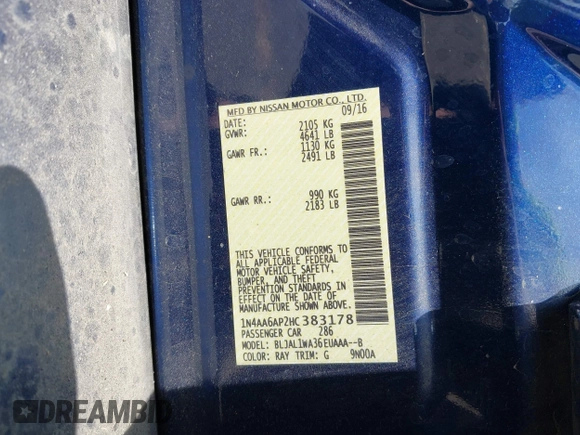 MFD BY NISSAN MOTOR CO., LTD.
DATE: 09/16
GVWR: 2105 KG
4641 LB
GAWR FR.: 1130 KG
2491 LB
GAWR RR.: 990 KG
2183 LB
THIS VEHICLE CONFORMS TO
ALL APPLICABLE FEDERAL
MOTOR VEHICLE SAFETY,
BUMPER, AND THEFT
PREVENTION STANDARDS IN
EFFECT ON THE DATE OF
MANUFACTURE SHOWN ABOVE.
1N4AA6AP2HC383178
PASSENGER CAR 286
MODEL: BLJAL1WA36EUAAA--B
COLOR: RAY TRIM: G 9N00A
DREAMBID